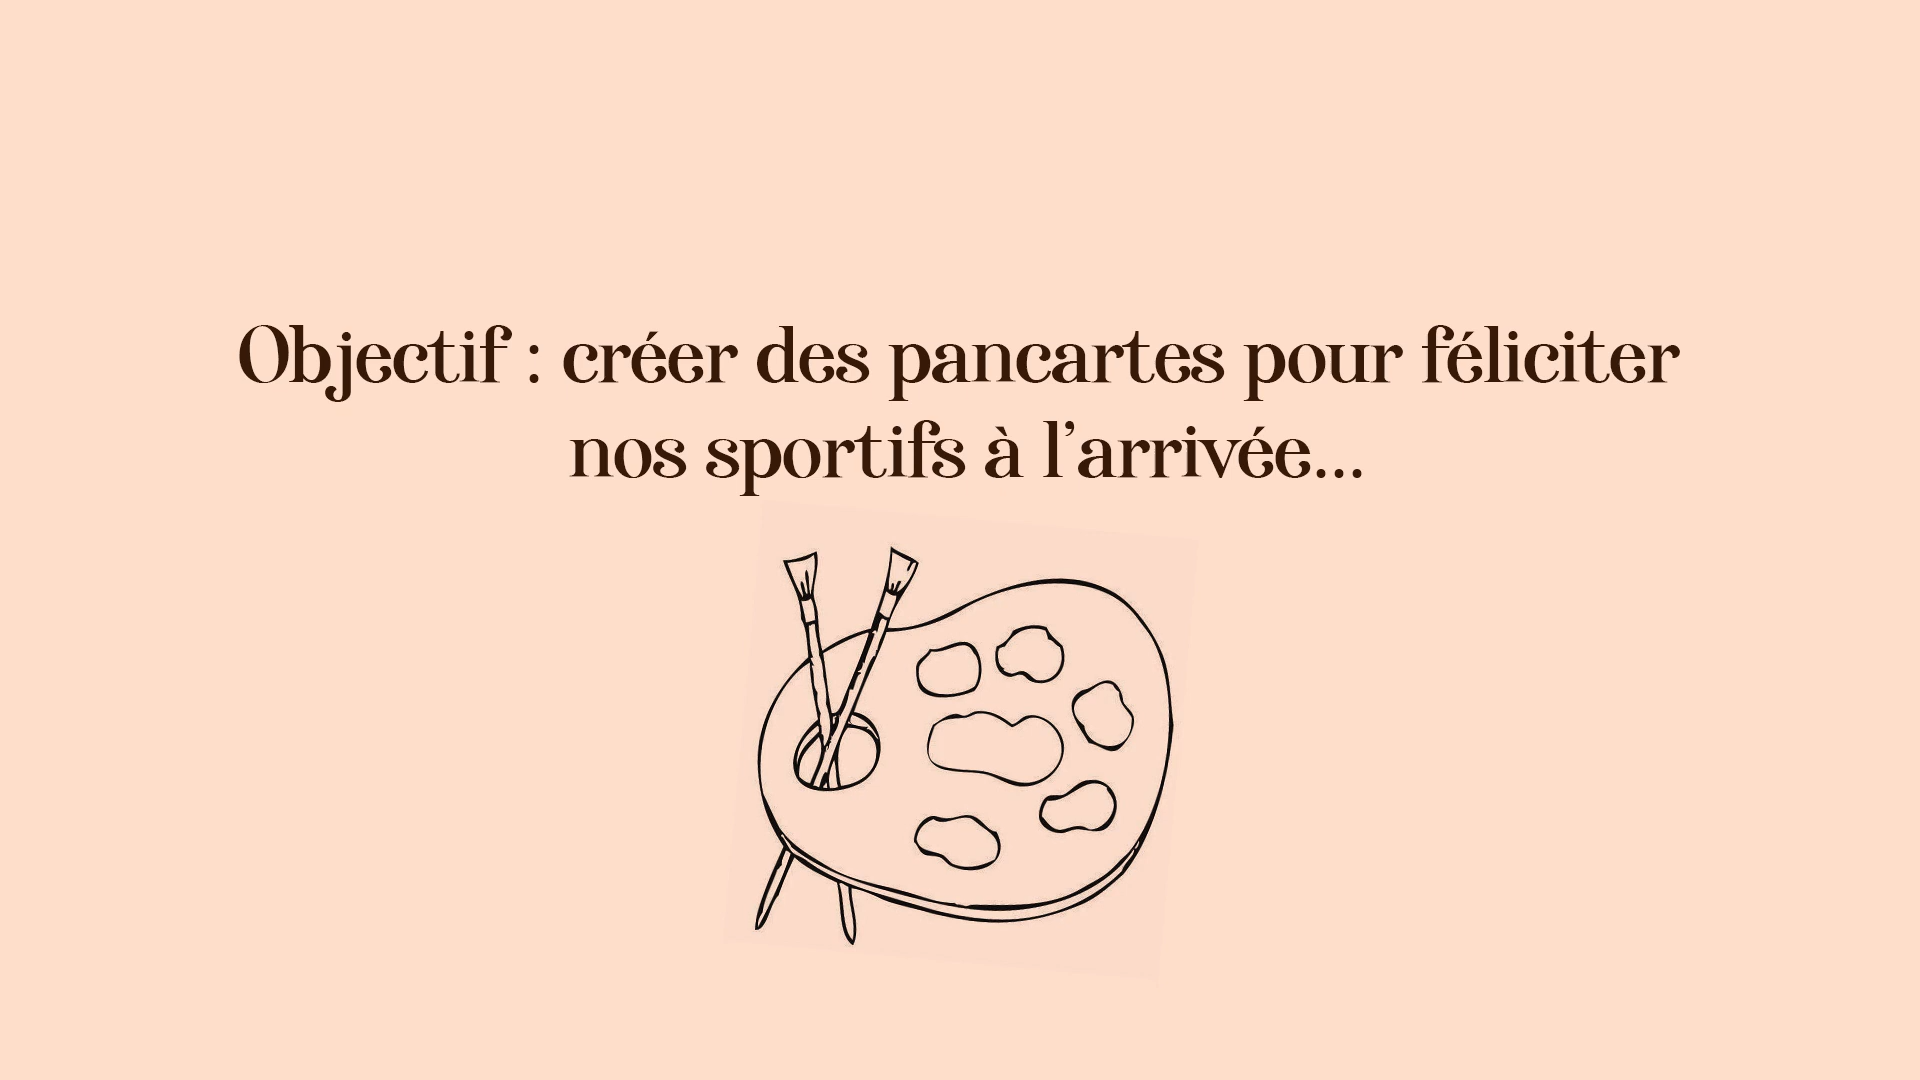 Objectif : créer des pancartes pour féliciter
nos sportifs à l’arrivée...